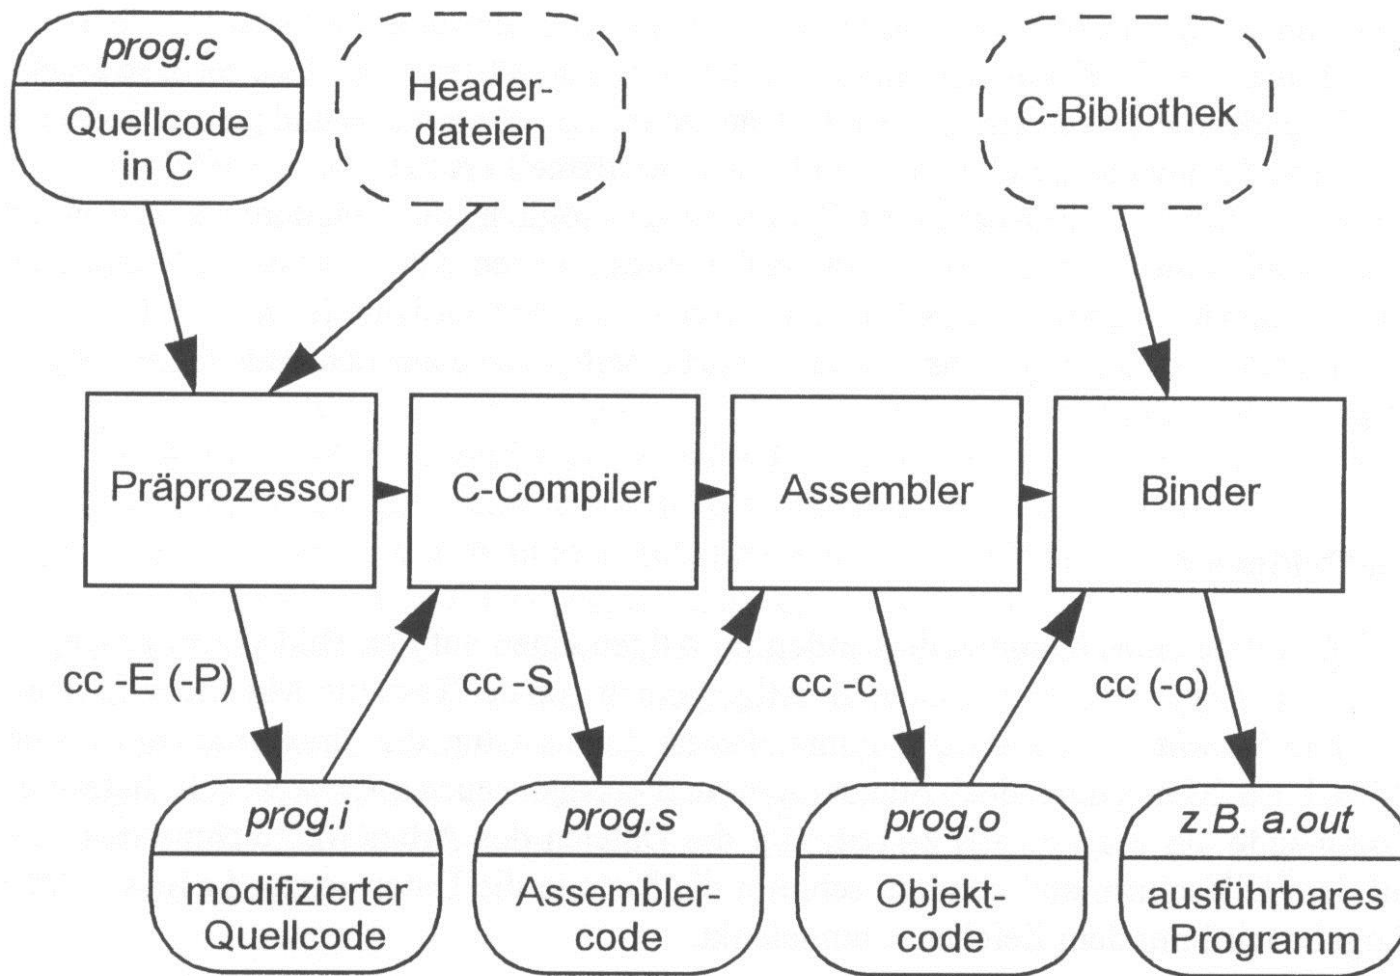 prog.c
Quellcode
in C
Header-
dateien
C-Bibliothek
Präprozessor
C-Compiler
Assembler
Binder
cc -E (-P)
cc -S
cc -c
cc (-o)
prog.i
modifizierter
Quellcode
prog.s
Assembler-
code
prog.o
Objekt-
code
z.B. a.out
ausführbares
Programm